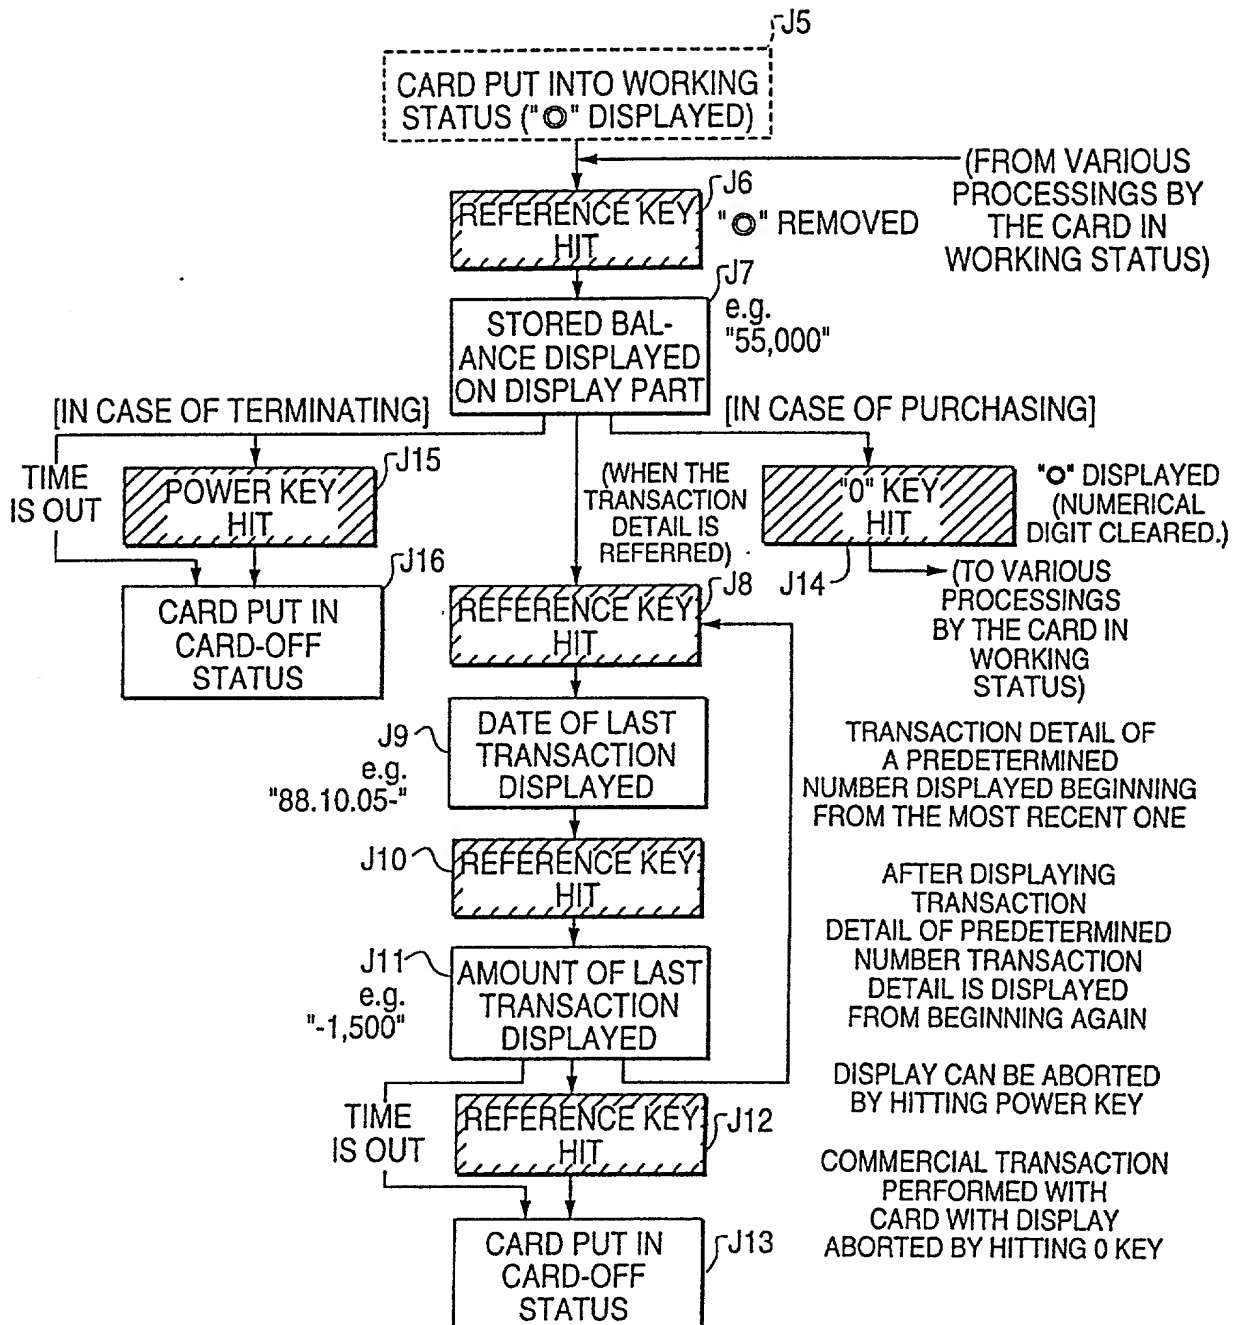 J5
CARD PUT INTO WORKING
STATUS ("◎" DISPLAYED)
(FROM VARIOUS
PROCESSINGS BY
THE CARD IN
WORKING STATUS)
J6
REFERENCE KEY
HIT
"◎" REMOVED
J7
STORED BAL-
ANCE DISPLAYED
ON DISPLAY PART
e.g.
"55,000"
[IN CASE OF TERMINATING]
[IN CASE OF PURCHASING]
TIME
IS OUT
J15
POWER KEY
HIT
(WHEN THE
TRANSACTION
DETAIL IS
REFERRED)
"0" KEY
HIT
"O" DISPLAYED
(NUMERICAL
DIGIT CLEARED.)
J16
CARD PUT IN
CARD-OFF
STATUS
J8
REFERENCE KEY
HIT
J14
(TO VARIOUS
PROCESSINGS
BY THE CARD IN
WORKING
STATUS)
J9
e.g.
"88.10.05-"
DATE OF LAST
TRANSACTION
DISPLAYED
TRANSACTION DETAIL OF
A PREDETERMINED
NUMBER DISPLAYED BEGINNING
FROM THE MOST RECENT ONE
J10
REFERENCE KEY
HIT
AFTER DISPLAYING
TRANSACTION
DETAIL OF PREDETERMINED
NUMBER TRANSACTION
DETAIL IS DISPLAYED
FROM BEGINNING AGAIN
J11
e.g.
"-1,500"
AMOUNT OF LAST
TRANSACTION
DISPLAYED
DISPLAY CAN BE ABORTED
BY HITTING POWER KEY
TIME
IS OUT
REFERENCE KEY
HIT
J12
COMMERCIAL TRANSACTION
PERFORMED WITH
CARD WITH DISPLAY
ABORTED BY HITTING 0 KEY
CARD PUT IN
CARD-OFF
STATUS
J13